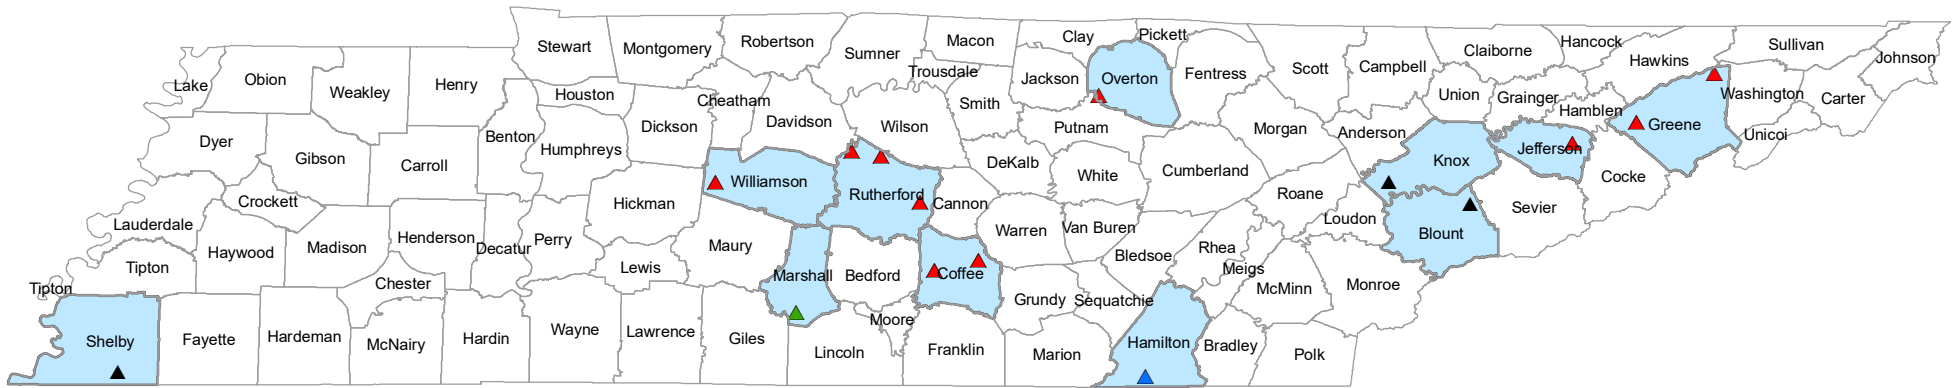 Stewart
Montgomery
Robertson
Sumner
Macon
Clay
Pickett
Claiborne
Hancock
Sullivan
Johnson
Lake
Obion
Weakley
Henry
Houston
Trousdale
Jackson
Overton
Fentress
Scott
Campbell
Hawkins
Union
Grainger
Hamblen
Washington
Carter
Cheatham
Smith
Dyer
Gibson
Carroll
Benton
Humphreys
Dickson
Davidson
Wilson
Putnam
Morgan
Anderson
Greene
Unicoi
Crockett
Williamson
Rutherford
DeKalb
White
Cumberland
Knox
Jefferson
Cocke
Lauderdale
Haywood
Madison
Henderson
Decatur
Perry
Hickman
Cannon
Warren
Van Buren
Roane
Loudon
Sevier
Tipton
Chester
Lewis
Maury
Marshall
Bedford
Coffee
Bledsoe
Rhea
Meigs
McMinn
Monroe
Blount
Tipton
Grundy
Sequatchie
Shelby
Fayette
Hardeman
McNairy
Hardin
Wayne
Lawrence
Giles
Moore
Lincoln
Franklin
Marion
Hamilton
Bradley
Polk